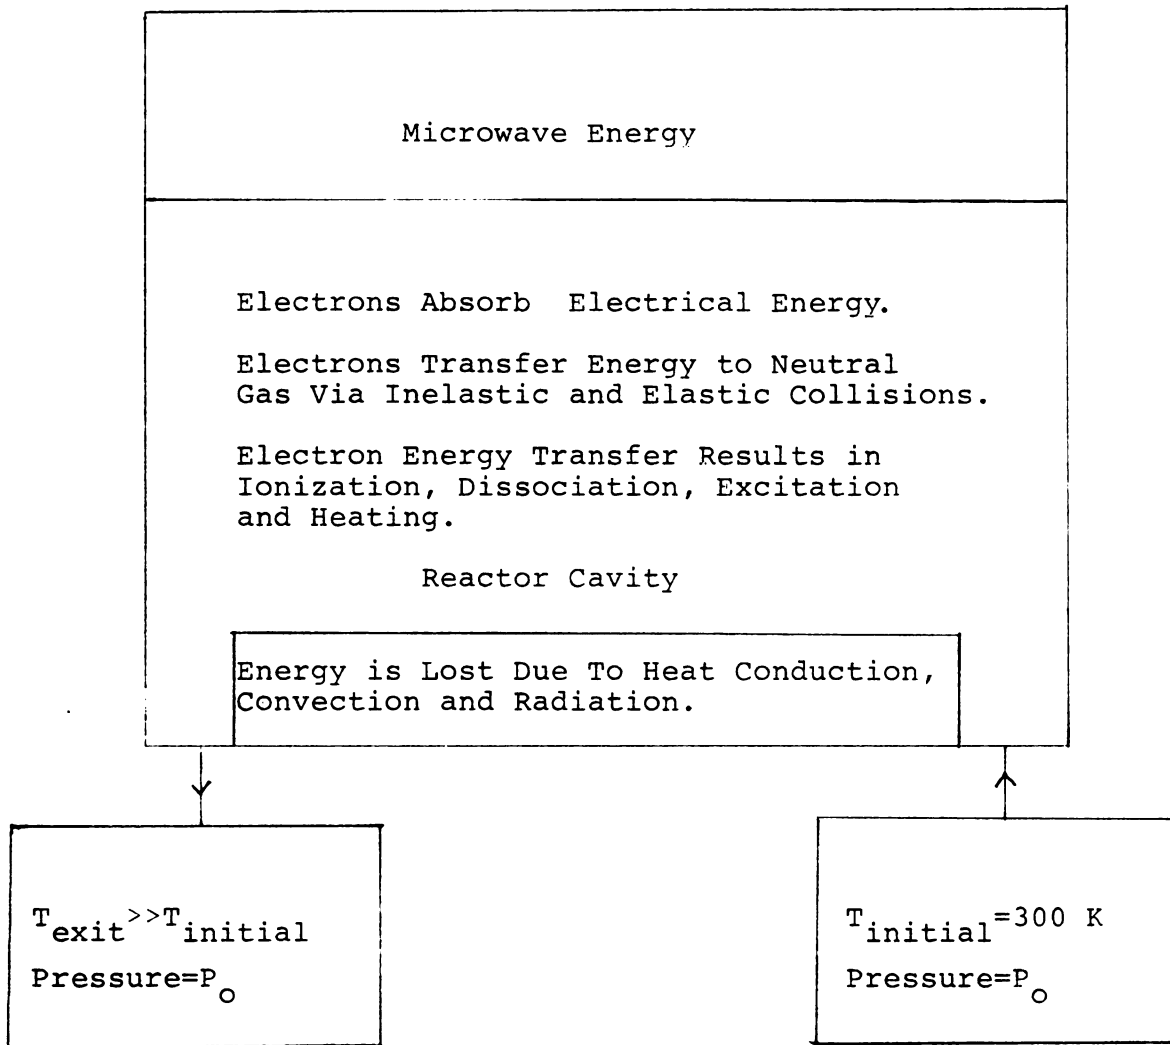 Microwave Energy
Electrons Absorb Electrical Energy.
Electrons Transfer Energy to Neutral
Gas Via Inelastic and Elastic Collisions.
Electron Energy Transfer Results in
Ionization, Dissociation, Excitation
and Heating.
Reactor Cavity
Energy is Lost Due To Heat Conduction,
Convection and Radiation.
T_exit>>T_initial
Pressure=P_o
T_initial=300 K
Pressure=P_o